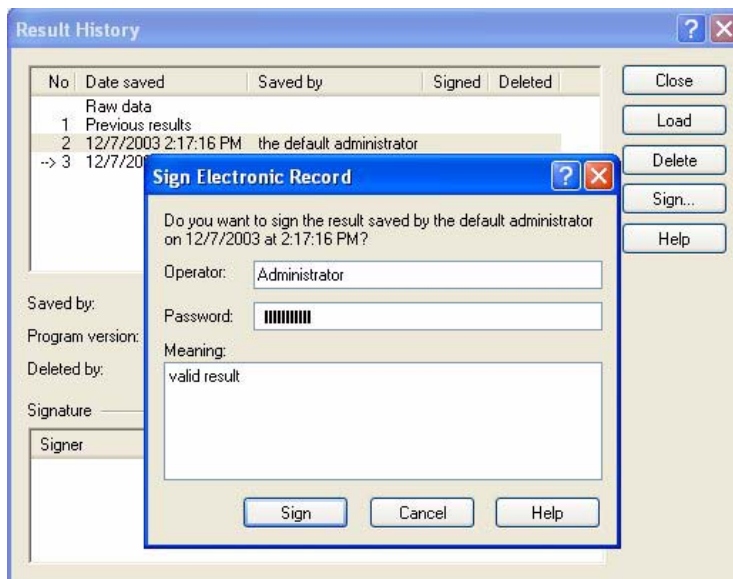 Result History
No Date saved Saved by Signed Deleted
Raw data
1 Previous results
2 12/7/2003 2:17:16 PM the default administrator
--> 3
Close
Load
Delete
Sign...
Help
Sign Electronic Record
Do you want to sign the result saved by the default administrator
on 12/7/2003 at 2:17:16 PM?
Operator: Administrator
Password:
Meaning:
valid result
Sign Cancel Help
Saved by:
Program version:
Deleted by:
Signature
Signer